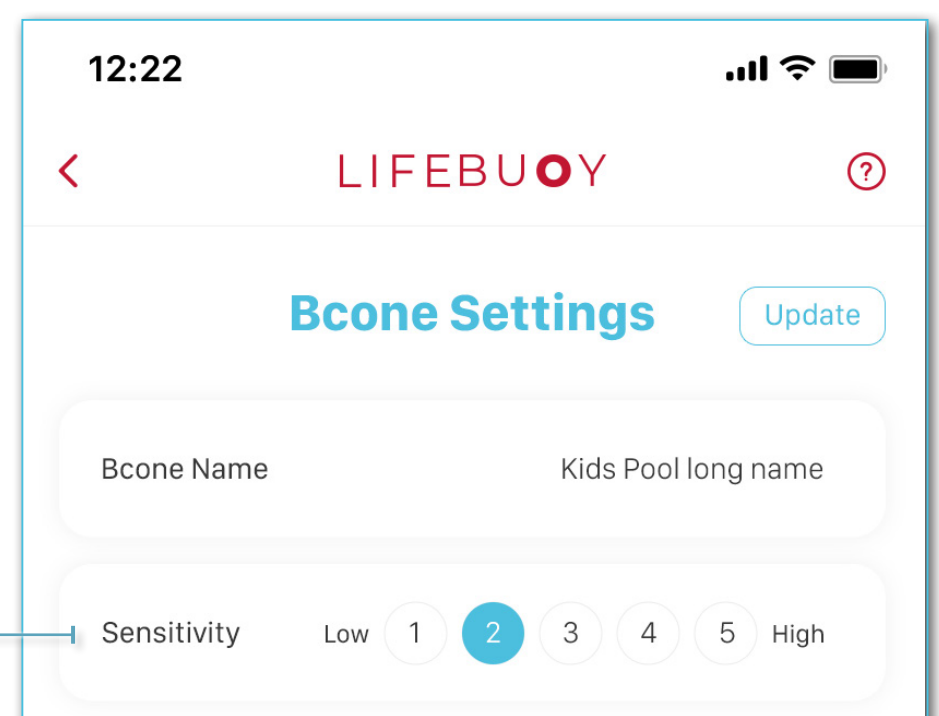 12:22
LIFEBUOY
?
Bcone Settings
Update
Bcone Name Kids Pool long name
Sensitivity Low 1 2 3 4 5 High